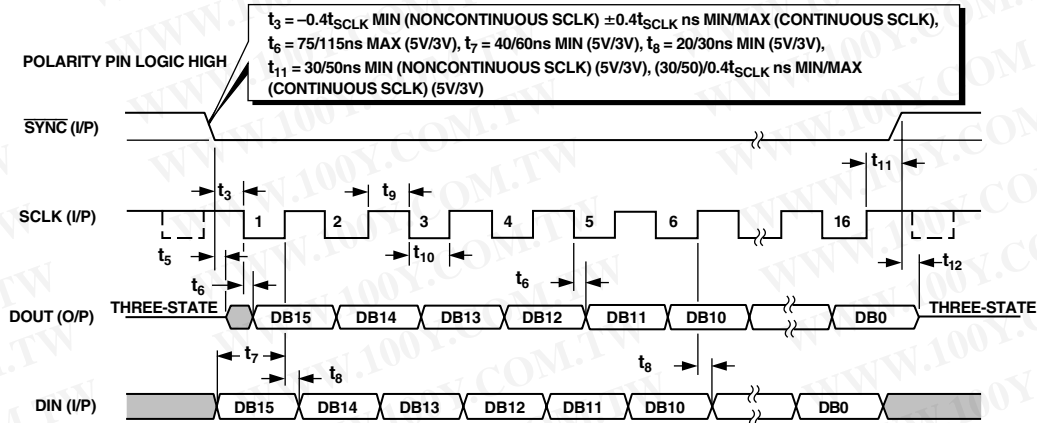 t3 = –0.4tSCLK MIN (NONCONTINUOUS SCLK) ±0.4tSCLK ns MIN/MAX (CONTINUOUS SCLK),
t6 = 75/115ns MAX (5V/3V), t7 = 40/60ns MIN (5V/3V), t8 = 20/30ns MIN (5V/3V),
t11 = 30/50ns MIN (NONCONTINUOUS SCLK) (5V/3V), (30/50)/0.4tSCLK ns MIN/MAX
(CONTINUOUS SCLK) (5V/3V)
POLARITY PIN LOGIC HIGH
SYNC (I/P)
t11
t3
t9
SCLK (I/P)
1 2 3 4 5 6 16
t5
t10
t12
t6
t6
DOUT (O/P)
THREE-STATE
DB15 DB14 DB13 DB12 DB11 DB10 DB0
THREE-STATE
t7
t8
t8
DIN (I/P)
DB15 DB14 DB13 DB12 DB11 DB10 DB0
WWW.100Y.COM.TW